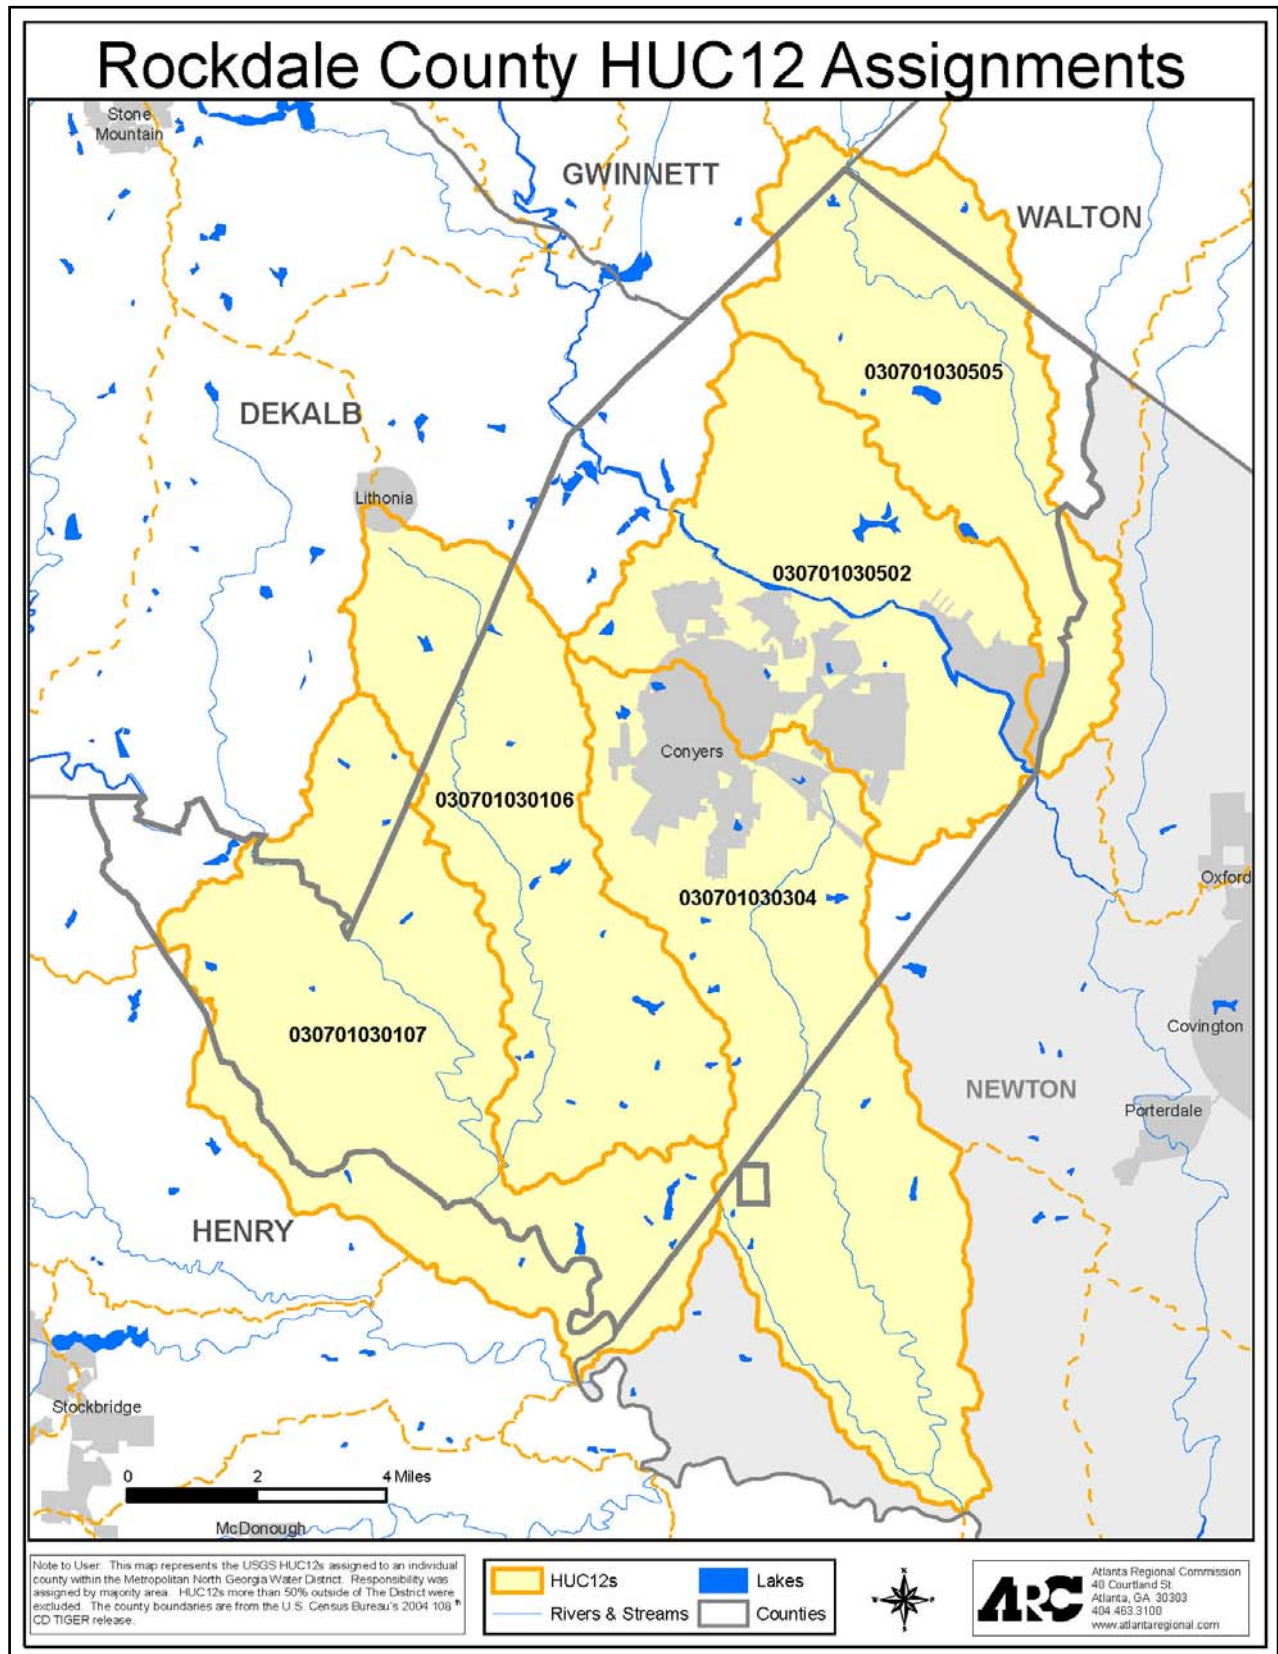 Rockdale County HUC12 Assignments
Stone
Mountain
GWINNETT
WALTON
030701030505
DEKALB
Lithonia
030701030502
Conyers
030701030106
030701030304
Oxford
Covington
030701030107
NEWTON
Porterdale
HENRY
Stockbridge
0 2 4 Miles
McDonough
Note to User: This map represents the USGS HUC12s assigned to an individual
county within the Metropolitan North Georgia Water District. Responsibility was
assigned by majority area. HUC12s more than 50% outside of The District were
excluded. The county boundaries are from the U.S. Census Bureau's 2004 108 th
CD TIGER release.
HUC12s
Lakes
Rivers & Streams
Counties
N
E
S
W
ARC
Atlanta Regional Commission
40 Courtland St.
Atlanta, GA 30303
404.463.3100
www.atlantaregional.com